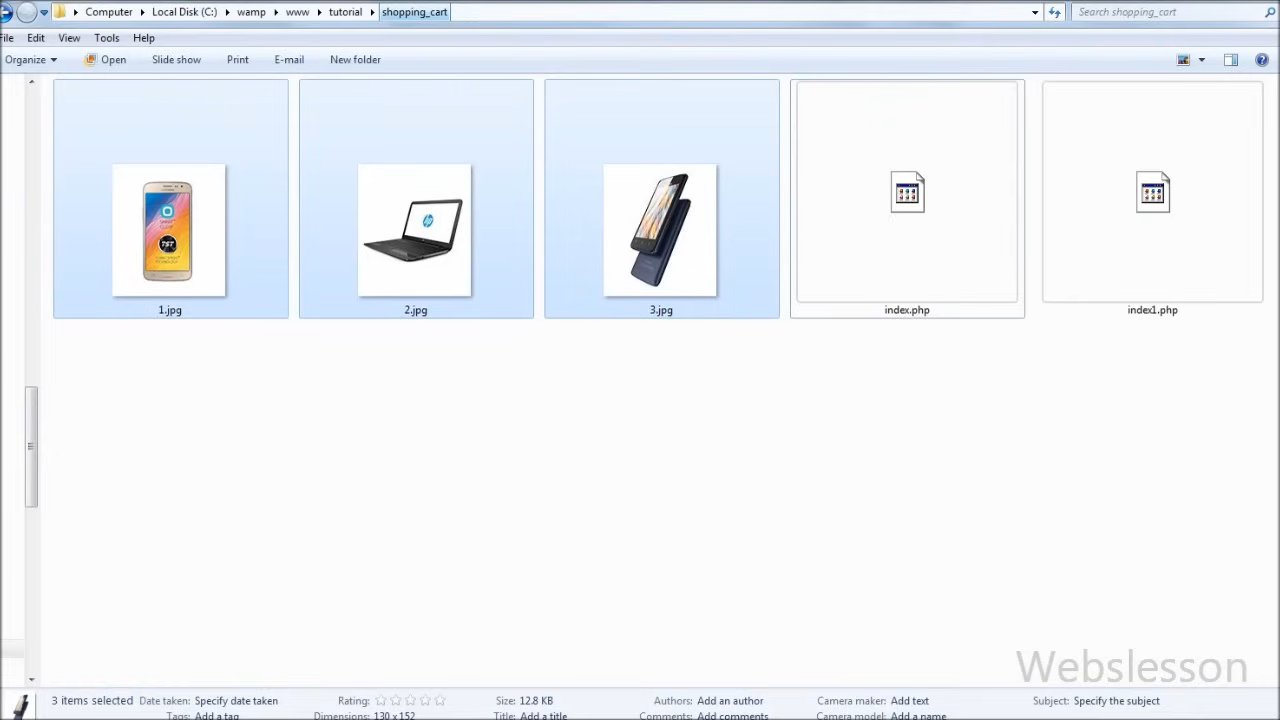 Computer Local Disk (C:) wamp www tutorial shopping_cart Search shopping_cart
File Edit View Tools Help
Organize Open Slide show Print E-mail New folder
TST
hp
1.jpg 2.jpg 3.jpg index.php index1.php
Webslesson
3 items selected Date taken: Specify date taken Rating: Size: 12.8 KB Authors: Add an author Camera maker: Add text Subject: Specify the subject
Tags: Add a tag Dimensions: 130 x 152 Title: Add a title Comments: Add comments Camera model: Add a name